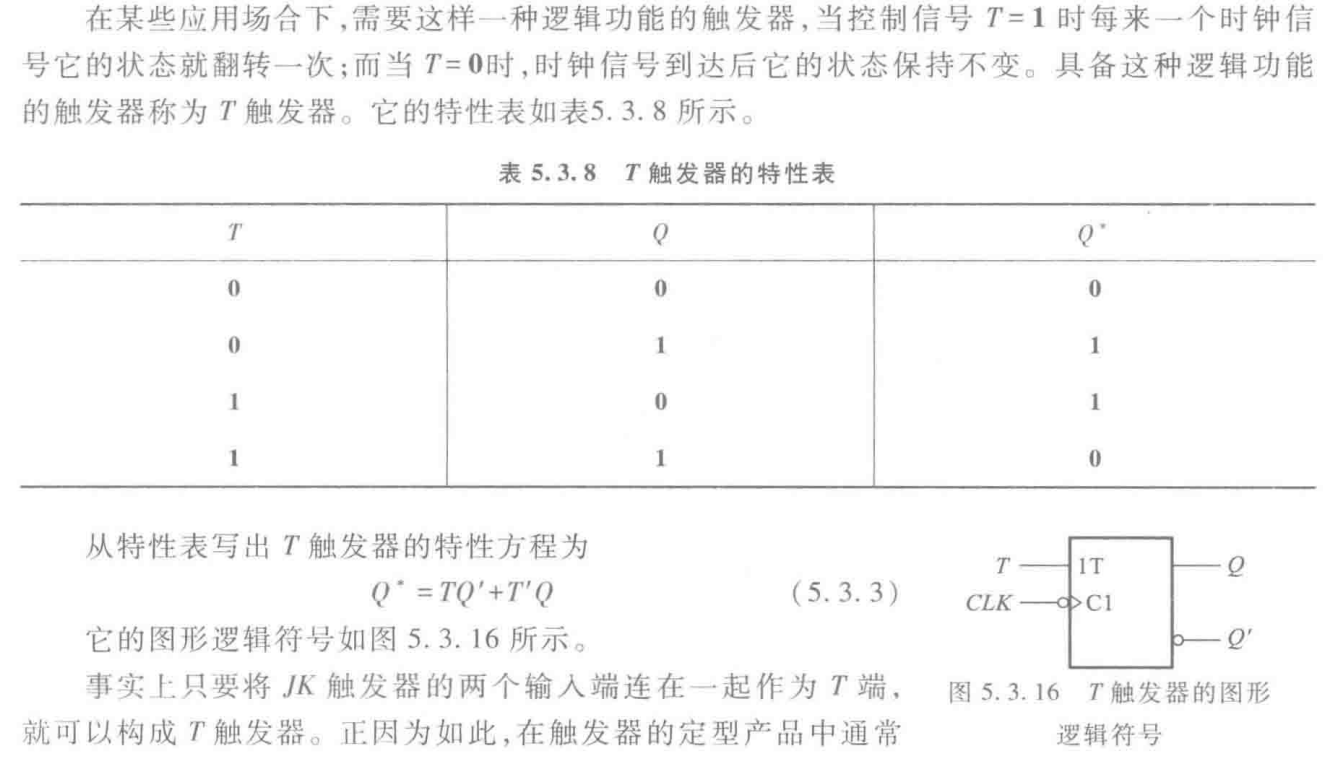 在某些应用场合下,需要这样一种逻辑功能的触发器,当控制信号 T=1 时每来一个时钟信
号它的状态就翻转一次;而当 T=0时,时钟信号到达后它的状态保持不变。具备这种逻辑功能
的触发器称为 T 触发器。它的特性表如表5.3.8 所示。
表 5.3.8 T 触发器的特性表
T Q Q*
0 0 0
0 1 1
1 0 1
1 1 0
从特性表写出 T 触发器的特性方程为
Q* =TQ′+T′Q (5.3.3)
它的图形逻辑符号如图 5.3.16 所示。
事实上只要将 JK 触发器的两个输入端连在一起作为 T 端,
就可以构成 T 触发器。正因为如此,在触发器的定型产品中通常
T 1T Q
CLK C1
Q′
图 5.3.16 T 触发器的图形
逻辑符号